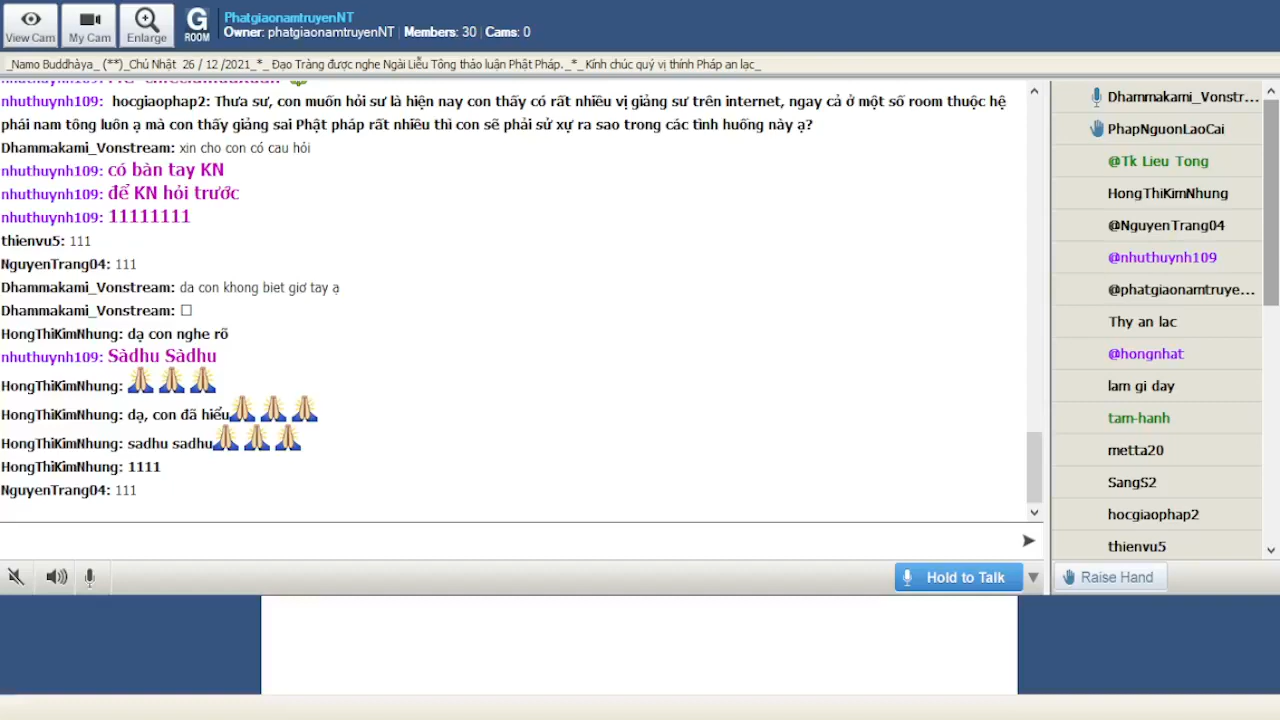 View Cam
My Cam
Enlarge
G
ROOM
PhatgiaonamtruyenNT
Owner: phatgiaonamtruyenNT | Members: 30 | Cams: 0
_Namo Buddhàya_ (**)_Chủ Nhật 26 / 12 /2021_*_ Đạo Tràng được nghe Ngài Liễu Tông thảo luận Phật Pháp._*_Kính chúc quý vị thính Pháp an lạc_
nhuthuynh109: hocgiaophap2: Thưa sư, con muốn hỏi sư là hiện nay con thấy có rất nhiều vị giảng sư trên internet, ngay cả ở một số room thuộc hệ
phái nam tông luôn ạ mà con thấy giảng sai Phật pháp rất nhiều thì con sẽ phải sử xự ra sao trong các tình huống này ạ?
Dhammakami_Vonstream: xin cho con có cau hỏi
nhuthuynh109: có bàn tay KN
nhuthuynh109: để KN hỏi trước
nhuthuynh109: 11111111
thienvu5: 111
NguyenTrang04: 111
Dhammakami_Vonstream: da con khong biet giơ tay ạ
Dhammakami_Vonstream:
HongThiKimNhung: dạ con nghe rõ
nhuthuynh109: Sàdhu Sàdhu
HongThiKimNhung:
HongThiKimNhung: dạ, con đã hiểu
HongThiKimNhung: sadhu sadhu
HongThiKimNhung: 1111
NguyenTrang04: 111
Hold to Talk
Dhammakami_Vonstr...
PhapNguonLaoCai
@Tk Lieu Tong
HongThiKimNhung
@NguyenTrang04
@nhuthuynh109
@phatgiaonamtruye...
Thy an lac
@hongnhat
lam gi day
tam-hanh
metta20
SangS2
hocgiaophap2
thienvu5
Raise Hand